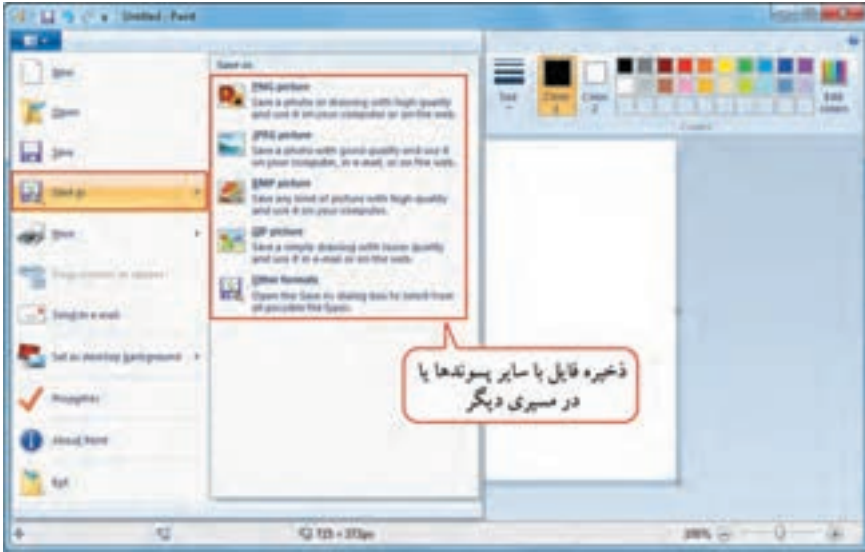 Untitled - Paint
New
Open
Save
Save as
Print
From scanner or camera
Send in e-mail
Set as desktop background
Properties
About Paint
Exit
Save as
PNG picture
Save a photo or drawing with high quality
and use it on your computer or on the web.
JPEG picture
Save a photo with good quality and use it
on your computer, in e-mail, or on the web.
BMP picture
Save any kind of picture with high quality
and use it on your computer.
GIF picture
Save a simple drawing with lower quality
and use it in e-mail or on the web.
Other formats
Open the Save As dialog box to select from
all possible file types.
Size
Color
1
Color
2
Edit
colors
Colors
ذخیره فایل با سایر پسوندها یا
در مسیری دیگر
100%